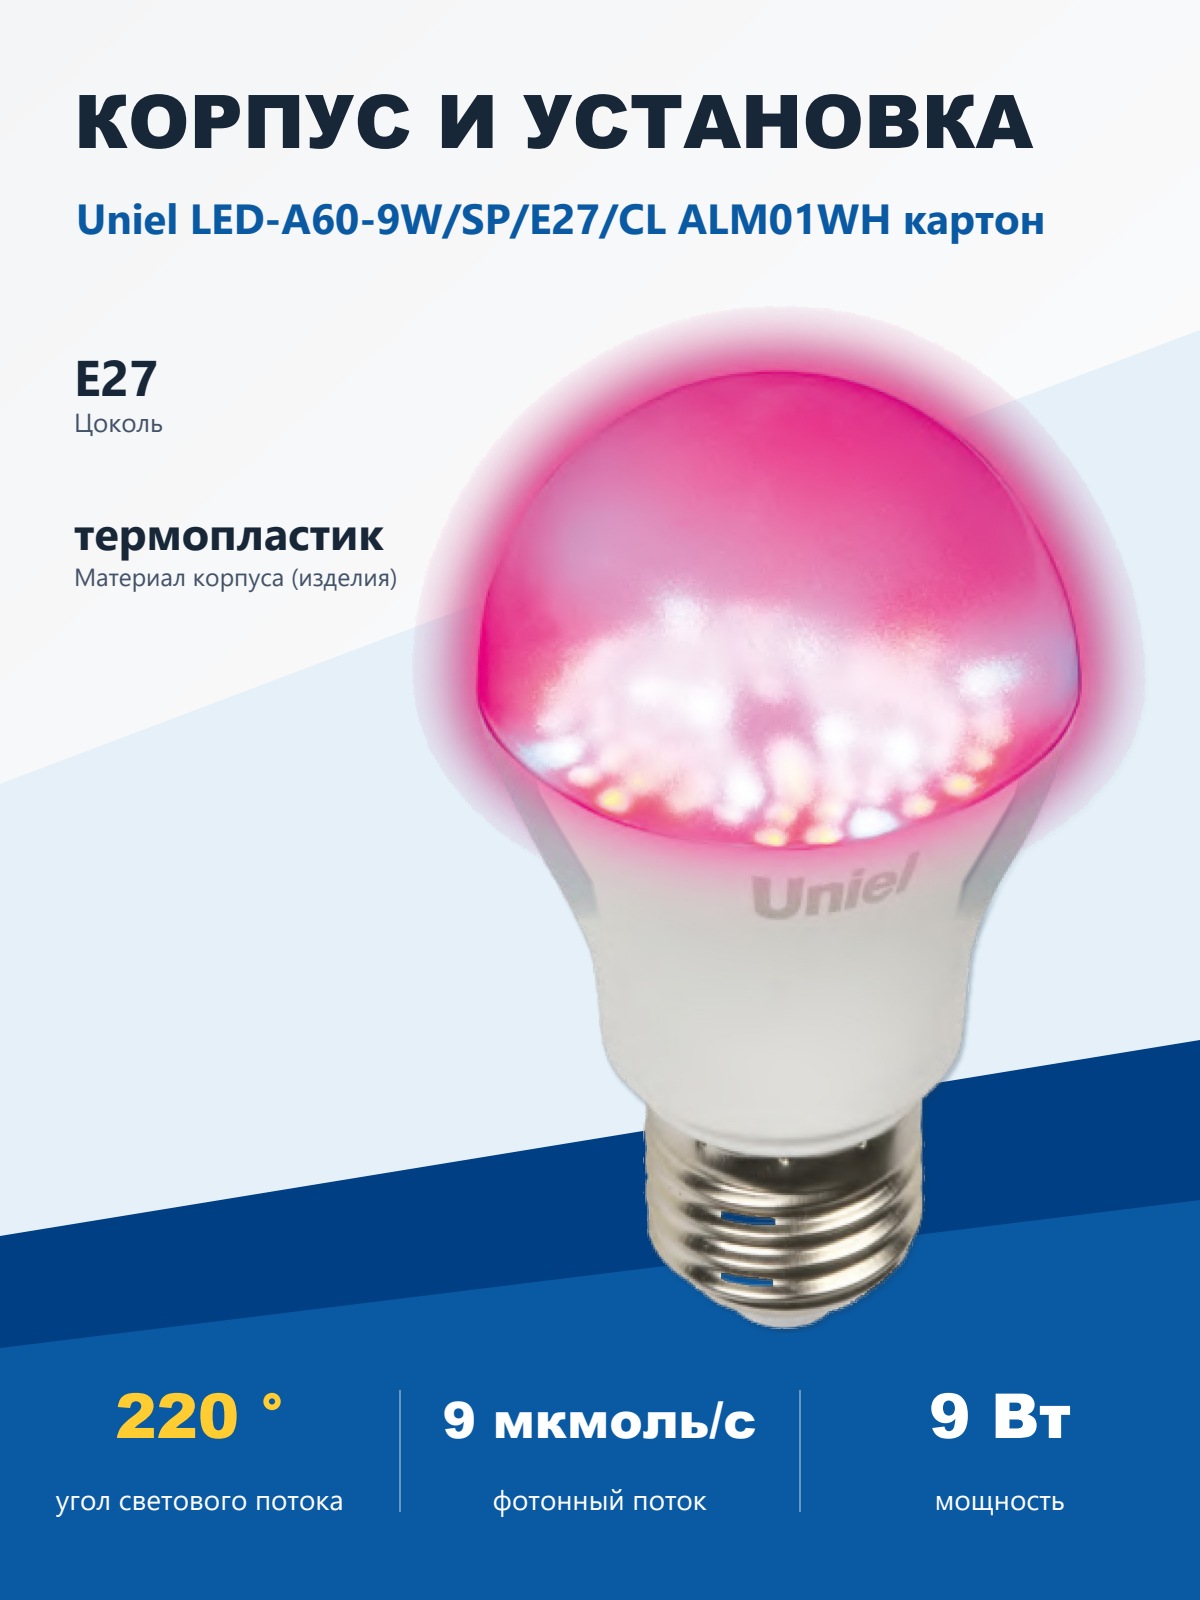 КОРПУС И УСТАНОВКА
Uniel LED-A60-9W/SP/E27/CL ALM01WH картон
E27
Цоколь
термопластик
Материал корпуса (изделия)
Uniel
220 °
угол светового потока
9 мкмоль/с
фотонный поток
9 Вт
мощность